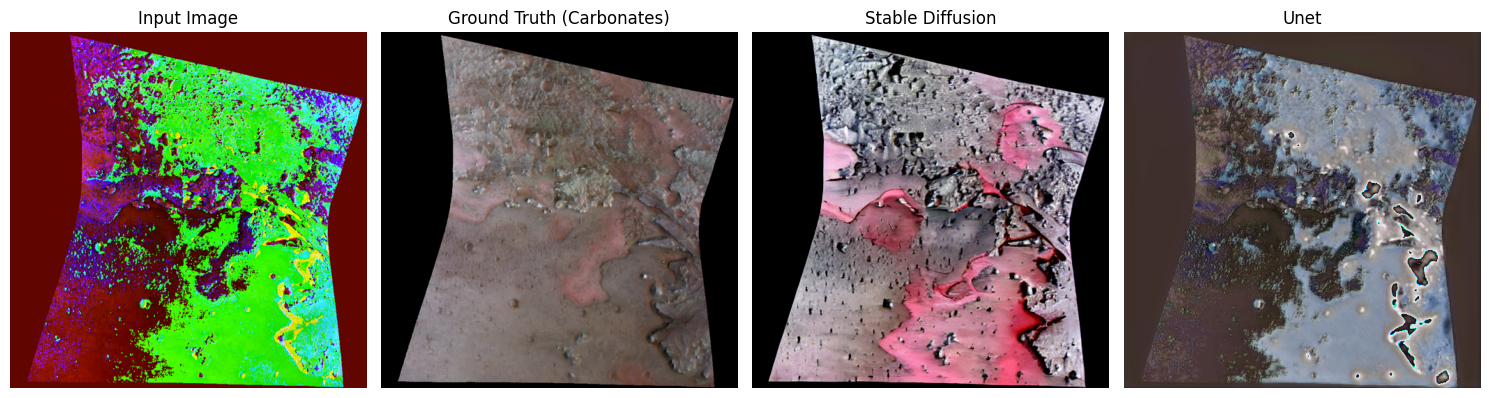 Input Image
Ground Truth (Carbonates)
Stable Diffusion
Unet